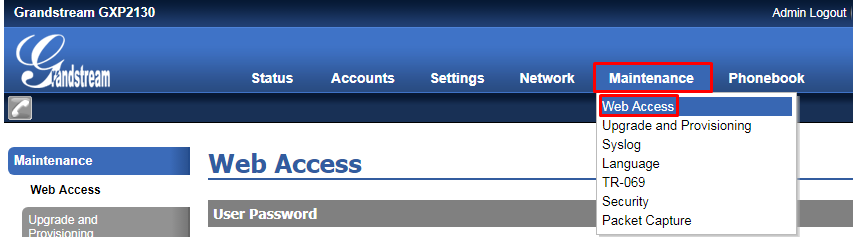 Grandstream GXP2130
Admin Logout
Grandstream
Status Accounts Settings Network Maintenance Phonebook
Web Access
Upgrade and Provisioning
Syslog
Language
TR-069
Security
Packet Capture
Maintenance
Web Access
Upgrade and
Provisioning
Web Access
User Password